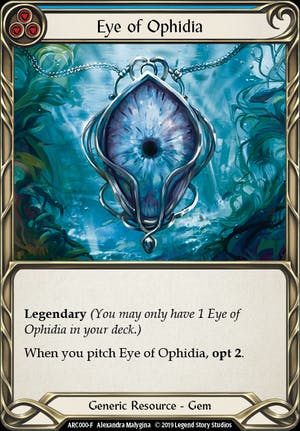 Eye of Ophidia
Legendary (You may only have 1 Eye of
Ophidia in your deck.)
When you pitch Eye of Ophidia, opt 2.
Generic Resource - Gem
ARC000-F Alexandra Malygina © 2019 Legend Story Studios